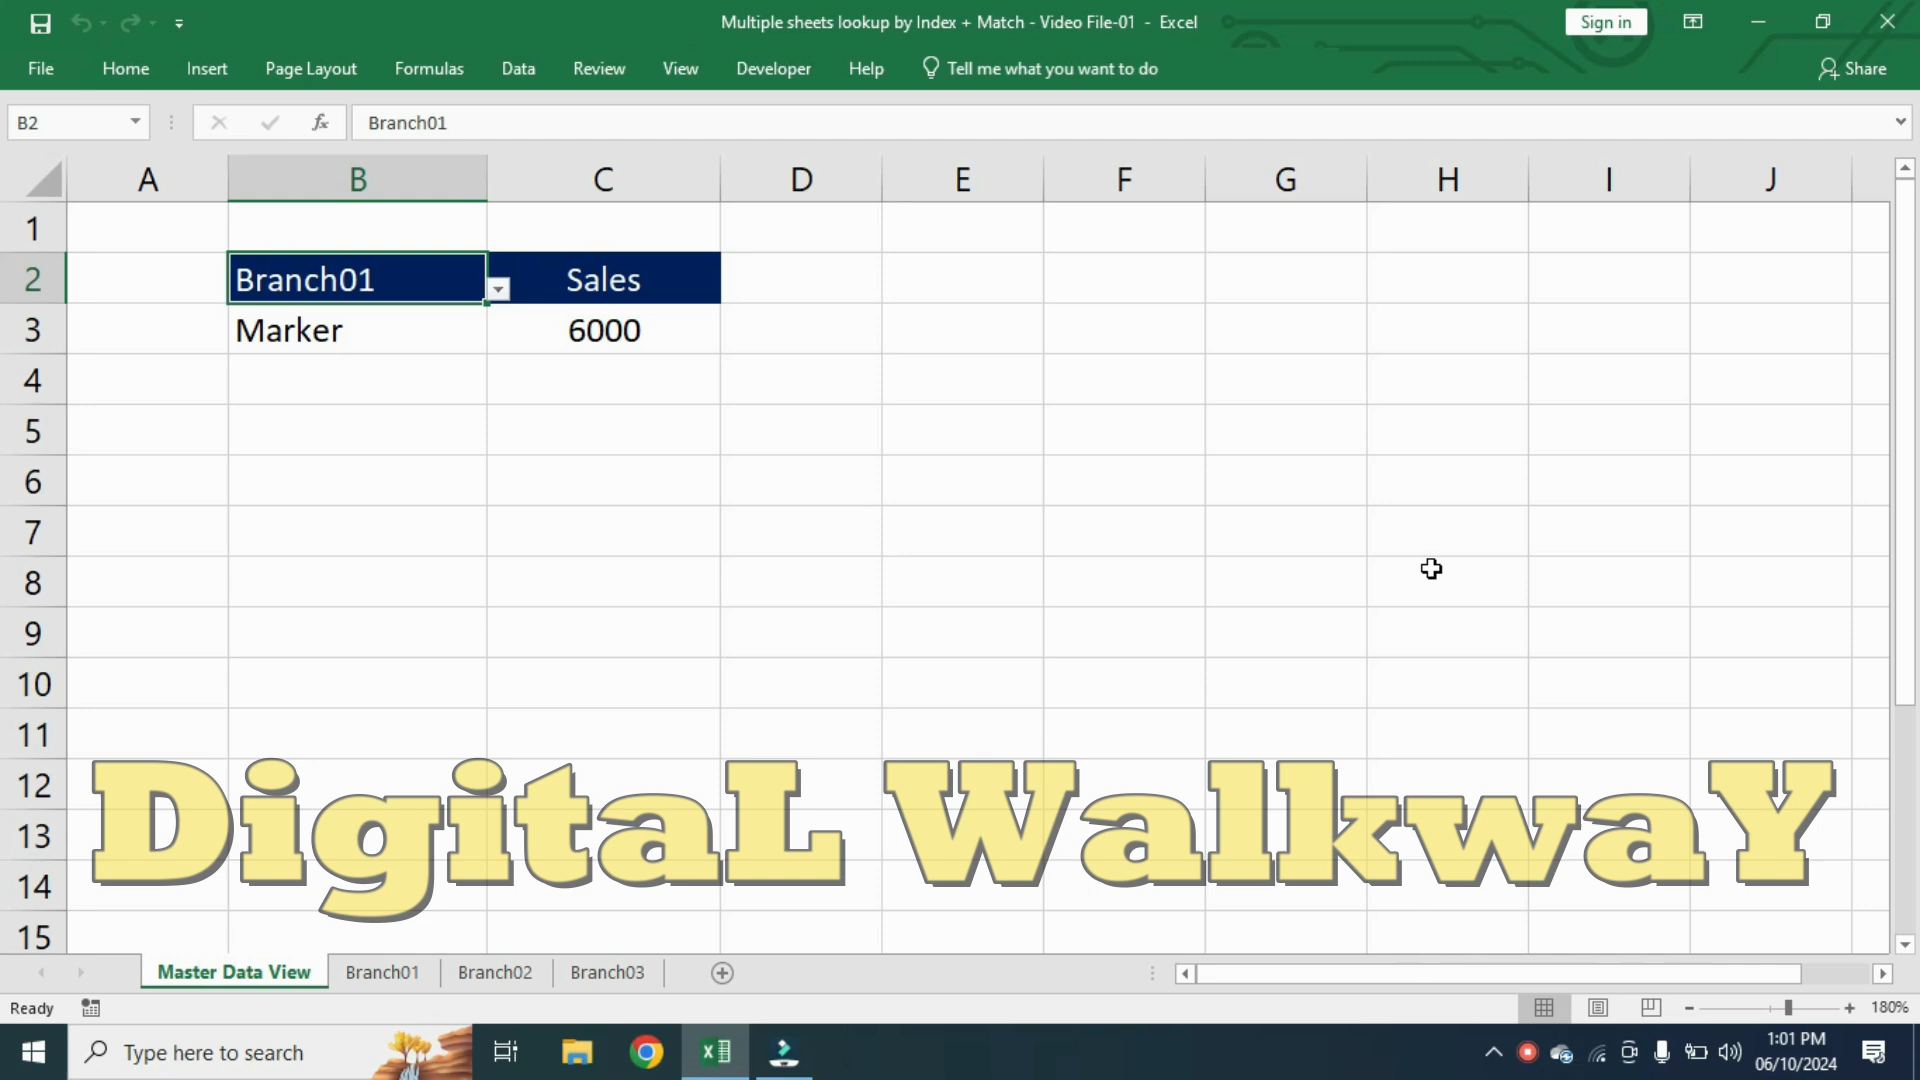 Multiple sheets lookup by Index + Match - Video File-01 - Excel
Sign in
File Home Insert Page Layout Formulas Data Review View Developer Help Tell me what you want to do Share
B2 fx Branch01
A B C D E F G H I J
1
2 Branch01 Sales
3 Marker 6000
4
5
6
7
8
9
10
11
12
13
14
15
DigitaL WalkwaY
Master Data View Branch01 Branch02 Branch03
Ready 180%
Type here to search
1:01 PM
06/10/2024